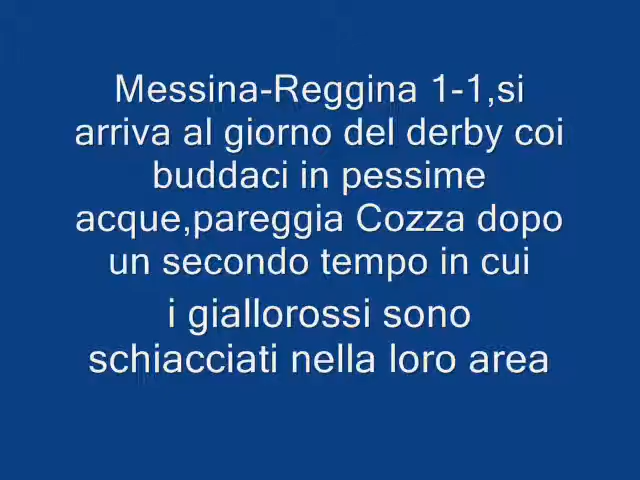 Messina-Reggina 1-1,si
arriva al giorno del derby coi
buddaci in pessime
acque,pareggia Cozza dopo
un secondo tempo in cui
i giallorossi sono
schiacciati nella loro area